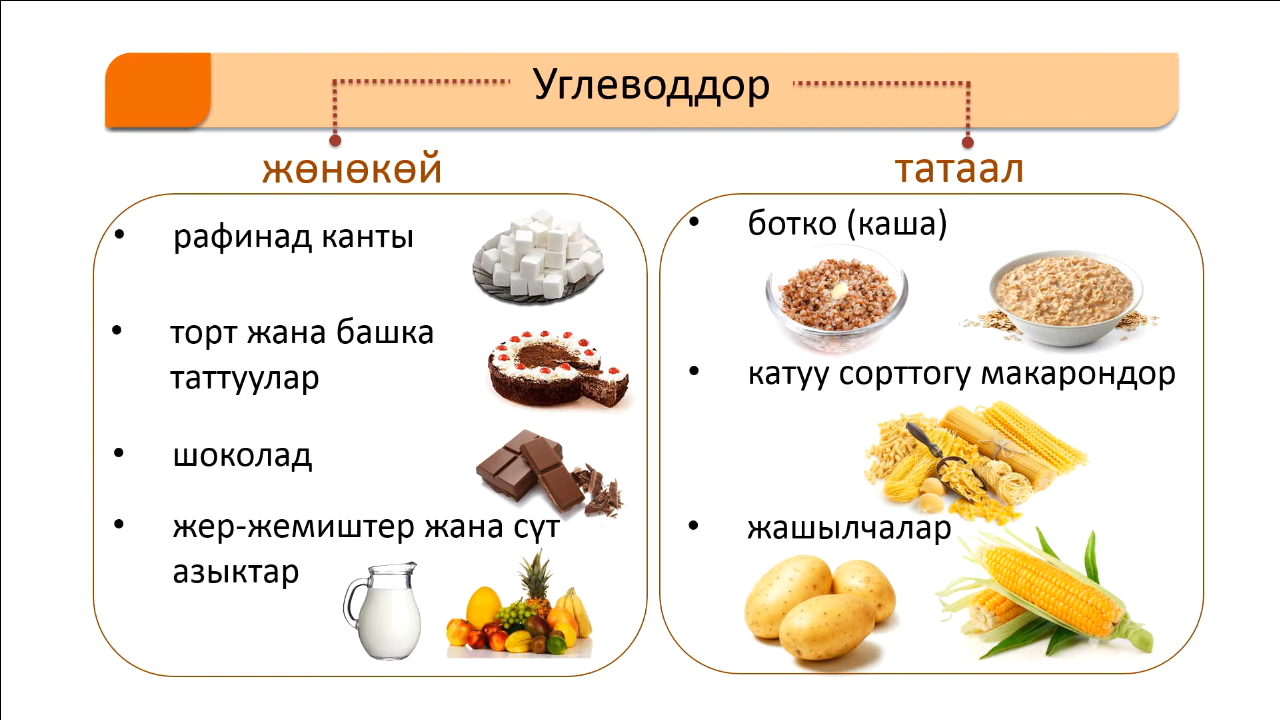 Углеводдор
жөнөкөй
• рафинад канты
• торт жана башка
таттуулар
• шоколад
• жер-жемиштер жана сүт
азыктар
татаал
• ботко (каша)
• катуу сорттогу макарондор
• жашылчалар